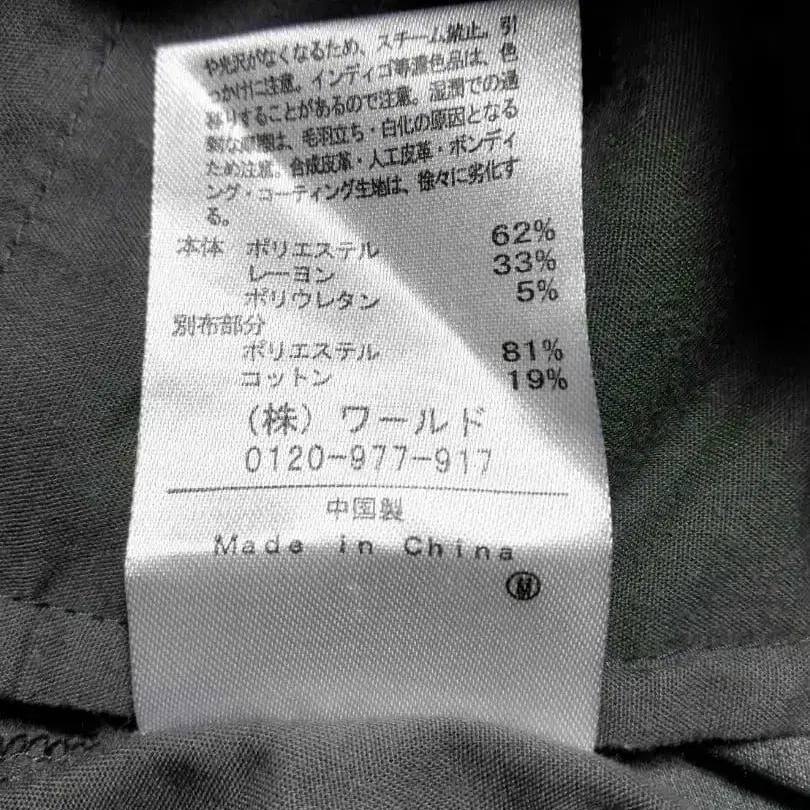 や光沢がなくなるため、スチーム禁止。引
っかけに注意。インディゴ等濃色品は、色
移りすることがあるので注意。湿潤での過
剰な摩擦は、毛羽立ち・白化の原因となる
ため注意。合成皮革・人工皮革・ボンディ
ング・コーティング生地は、徐々に劣化す
る。
本体 ポリエステル 62%
レーヨン 33%
ポリウレタン 5%
別布部分
ポリエステル 81%
コットン 19%
(株)ワールド
0120-977-917
中国製
Made in China
M